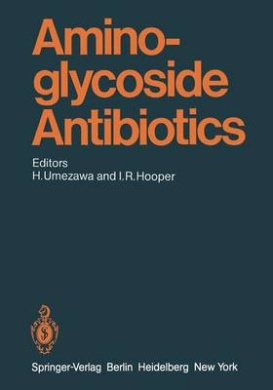 Amino-
glycoside
Antibiotics
Editors
H.Umezawa and I.R.Hooper
Springer-Verlag Berlin Heidelberg New York